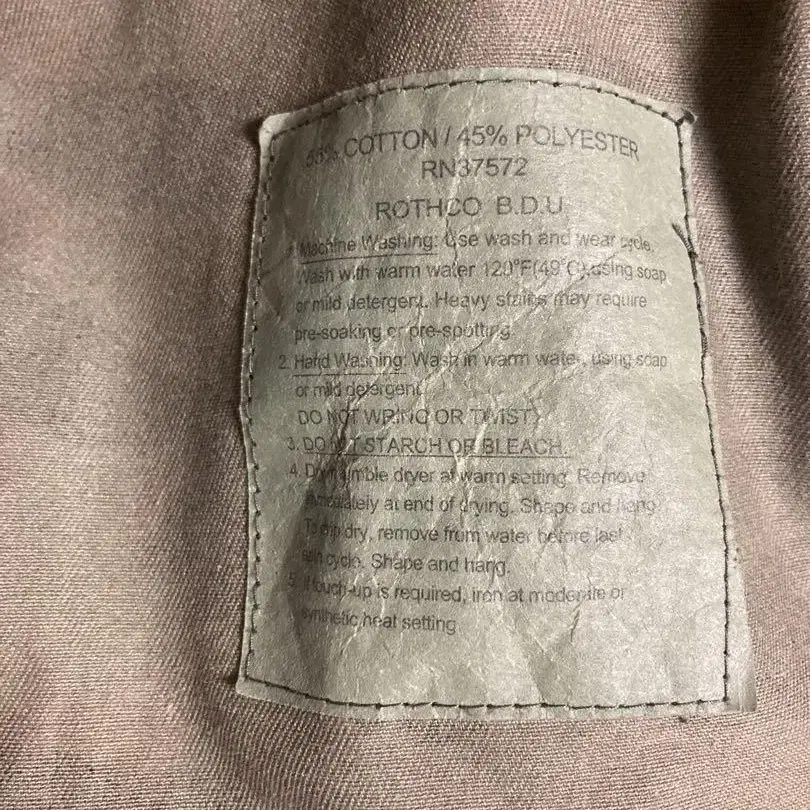 55% COTTON / 45% POLYESTER
RN37572
ROTHCO B.D.U.
1. Machine Washing: Use wash and wear cycle.
Wash with warm water 120°F(49°C),using soap
or mild detergent. Heavy stains may require
pre-soaking or pre-spotting.
2. Hand Washing: Wash in warm water, using soap
or mild detergent.
DO NOT WRING OR TWIST)
3. DO NOT STARCH OR BLEACH.
4. Dry: Tumble dryer at warm setting. Remove
immediately at end of drying. Shape and hang.
To drip dry, remove from water before last
spin cycle. Shape and hang.
5. If touch-up is required, iron at moderate or
synthetic heat setting